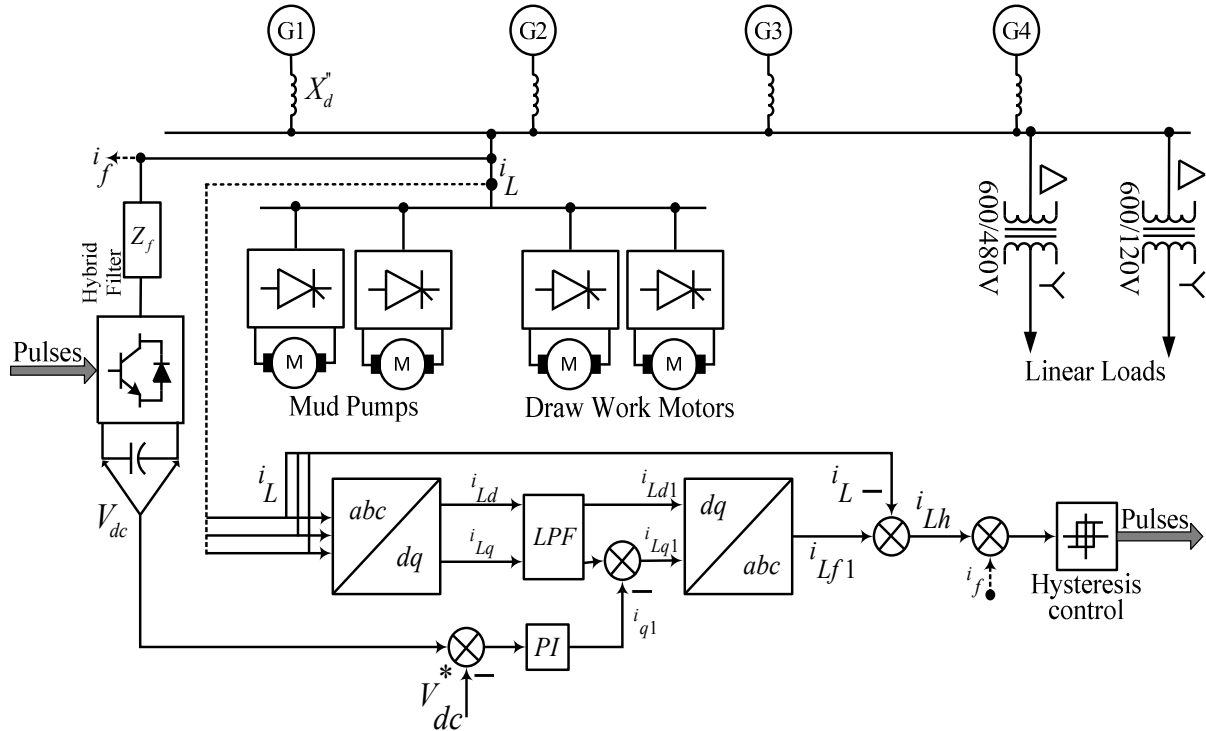 G1
G2
G3
G4
X"d
if
iL
Zf
Hybrid
Filter
600/480V
600/120V
Pulses
M
M
M
M
Linear Loads
Mud Pumps
Draw Work Motors
Vdc
iL
abc
dq
iLd
iLq
LPF
iLd1
iLq1
dq
abc
iL
iLf1
iLh
if
Pulses
Hysteresis
control
iq1
PI
V*dc